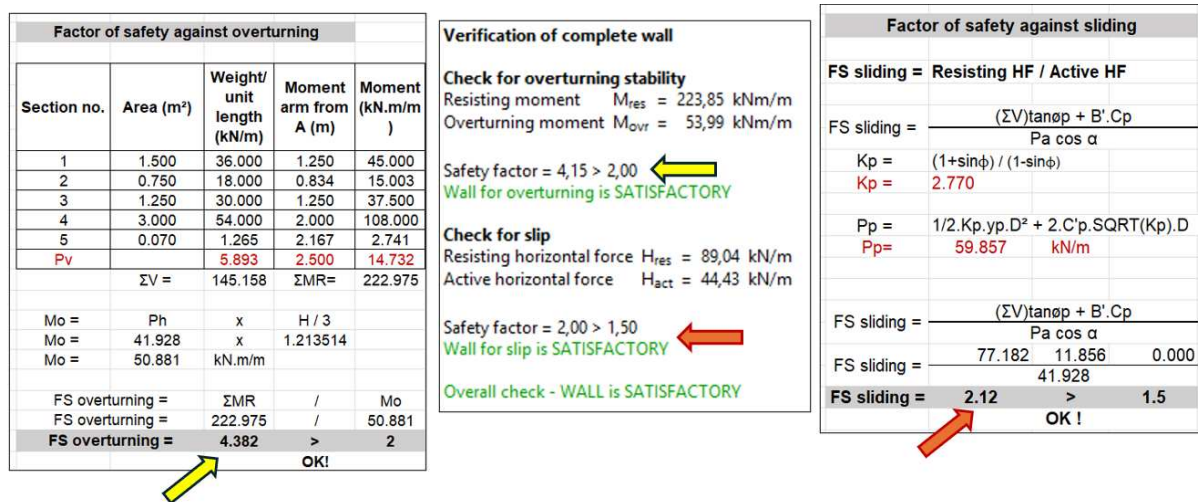 Factor of safety against overturning
Section no. Area (m²) Weight/ unit length (kN/m) Moment arm from A (m) Moment (kN.m/m)
1 1.500 36.000 1.250 45.000
2 0.750 18.000 0.834 15.003
3 1.250 30.000 1.250 37.500
4 3.000 54.000 2.000 108.000
5 0.070 1.265 2.167 2.741
Pv 5.893 2.500 14.732
ΣV = 145.158 ΣMR= 222.975
Mo = Ph x H / 3
Mo = 41.928 x 1.213514
Mo = 50.881 kN.m/m
FS overturning = ΣMR / Mo
FS overturning = 222.975 / 50.881
FS overturning = 4.382 > 2
OK!
Verification of complete wall
Check for overturning stability
Resisting moment Mres = 223,85 kNm/m
Overturning moment Movr = 53,99 kNm/m
Safety factor = 4,15 > 2,00
Wall for overturning is SATISFACTORY
Check for slip
Resisting horizontal force Hres = 89,04 kN/m
Active horizontal force Hact = 44,43 kN/m
Safety factor = 2,00 > 1,50
Wall for slip is SATISFACTORY
Overall check - WALL is SATISFACTORY
Factor of safety against sliding
FS sliding = Resisting HF / Active HF
FS sliding = (ΣV)tanøp + B'.Cp
Pa cos α
Kp = (1+sinϕ) / (1-sinϕ)
Kp = 2.770
Pp = 1/2.Kp.yp.D² + 2.C'p.SQRT(Kp).D
Pp= 59.857 kN/m
FS sliding = (ΣV)tanøp + B'.Cp
Pa cos α
FS sliding = 77.182 11.856 0.000
41.928
FS sliding = 2.12 > 1.5
OK !